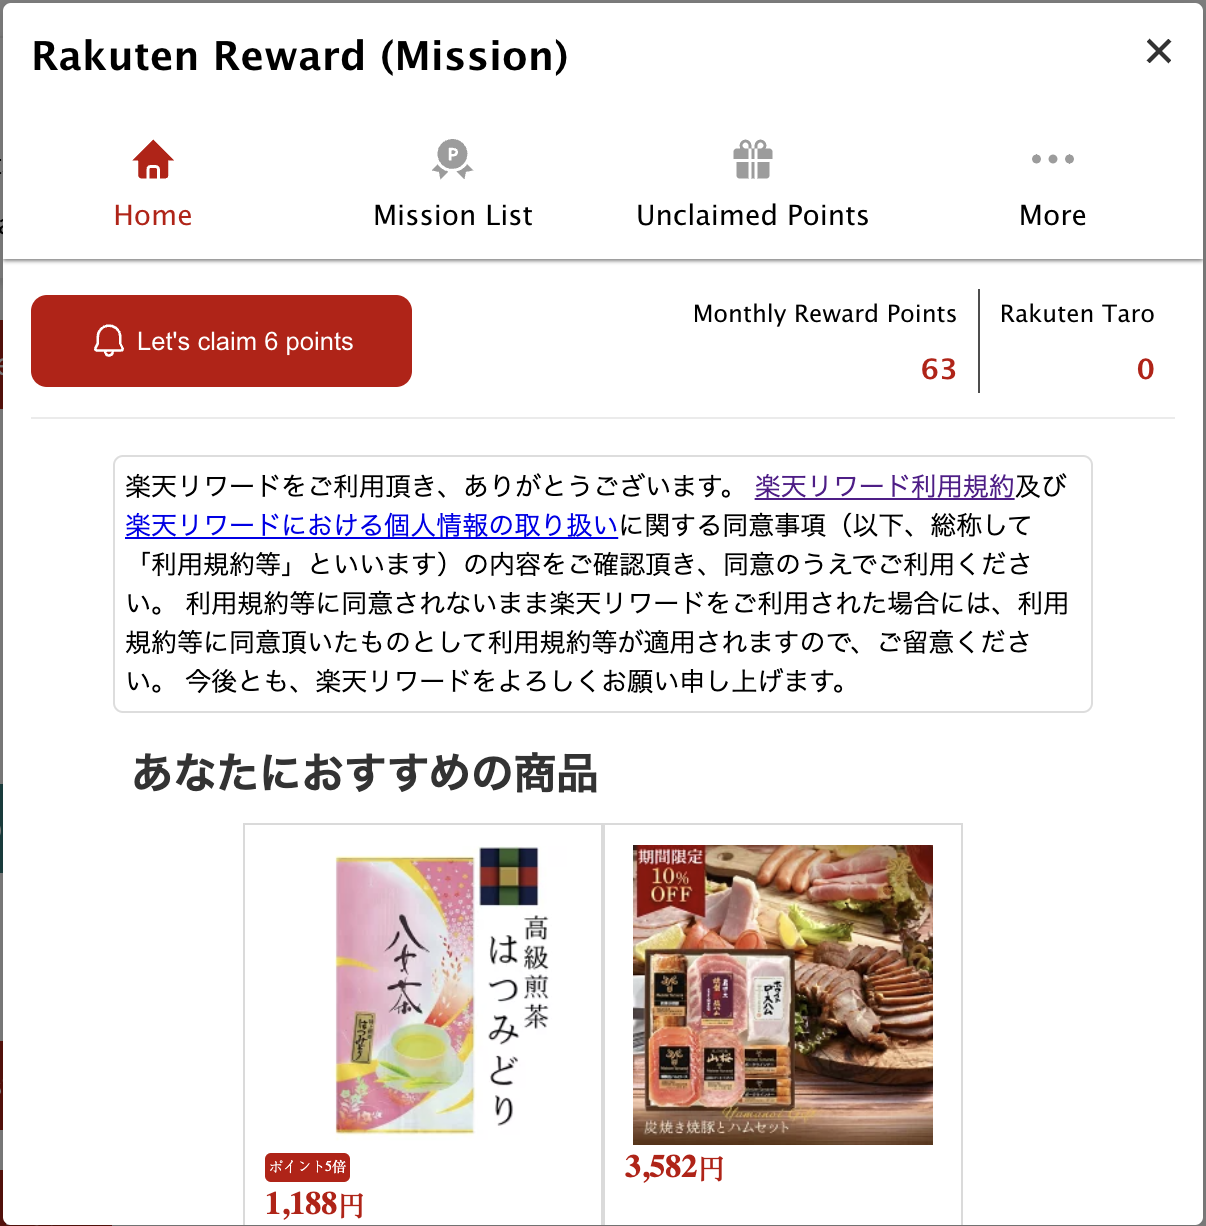 Rakuten Reward (Mission)
Home
Mission List
Unclaimed Points
More
Let's claim 6 points
Monthly Reward Points
63
Rakuten Taro
0
楽天リワードをご利用頂き、ありがとうございます。 楽天リワード利用規約及び
楽天リワードにおける個人情報の取り扱いに関する同意事項（以下、総称して
「利用規約等」といいます）の内容をご確認頂き、同意のうえでご利用くださ
い。 利用規約等に同意されないまま楽天リワードをご利用された場合には、利用
規約等に同意頂いたものとして利用規約等が適用されますので、ご留意くださ
い。 今後とも、楽天リワードをよろしくお願い申し上げます。
あなたにおすすめの商品
八女茶
はつみどり
高級煎茶
はつみどり
ポイント5倍
1,188円
期間限定
10%
OFF
ホワイト
ロースハム
山桜
Yamanoi Gift
炭焼き焼豚とハムセット
3,582円